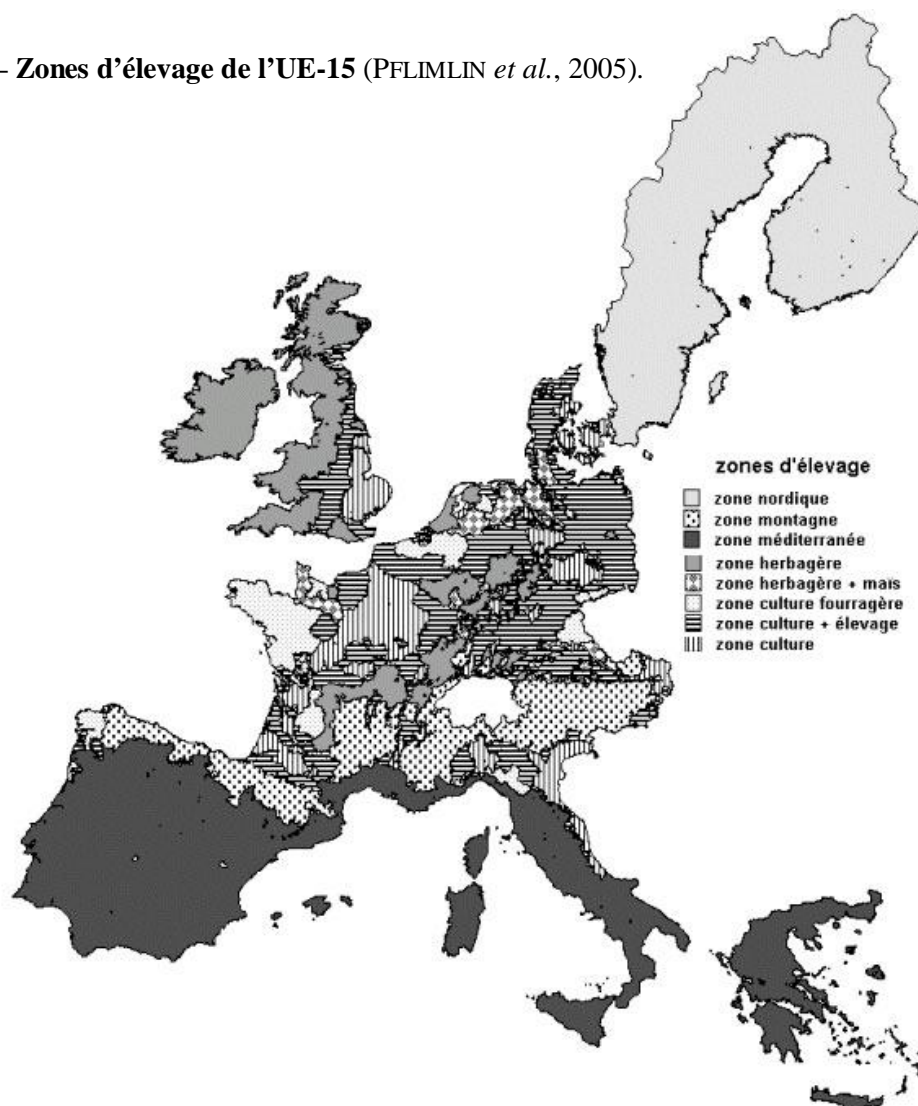 – Zones d'élevage de l'UE-15 (PFLIMLIN et al., 2005).
zones d'élevage
zone nordique
zone montagne
zone méditerranée
zone herbagère
zone herbagère + maïs
zone culture fourragère
zone culture + élevage
zone culture